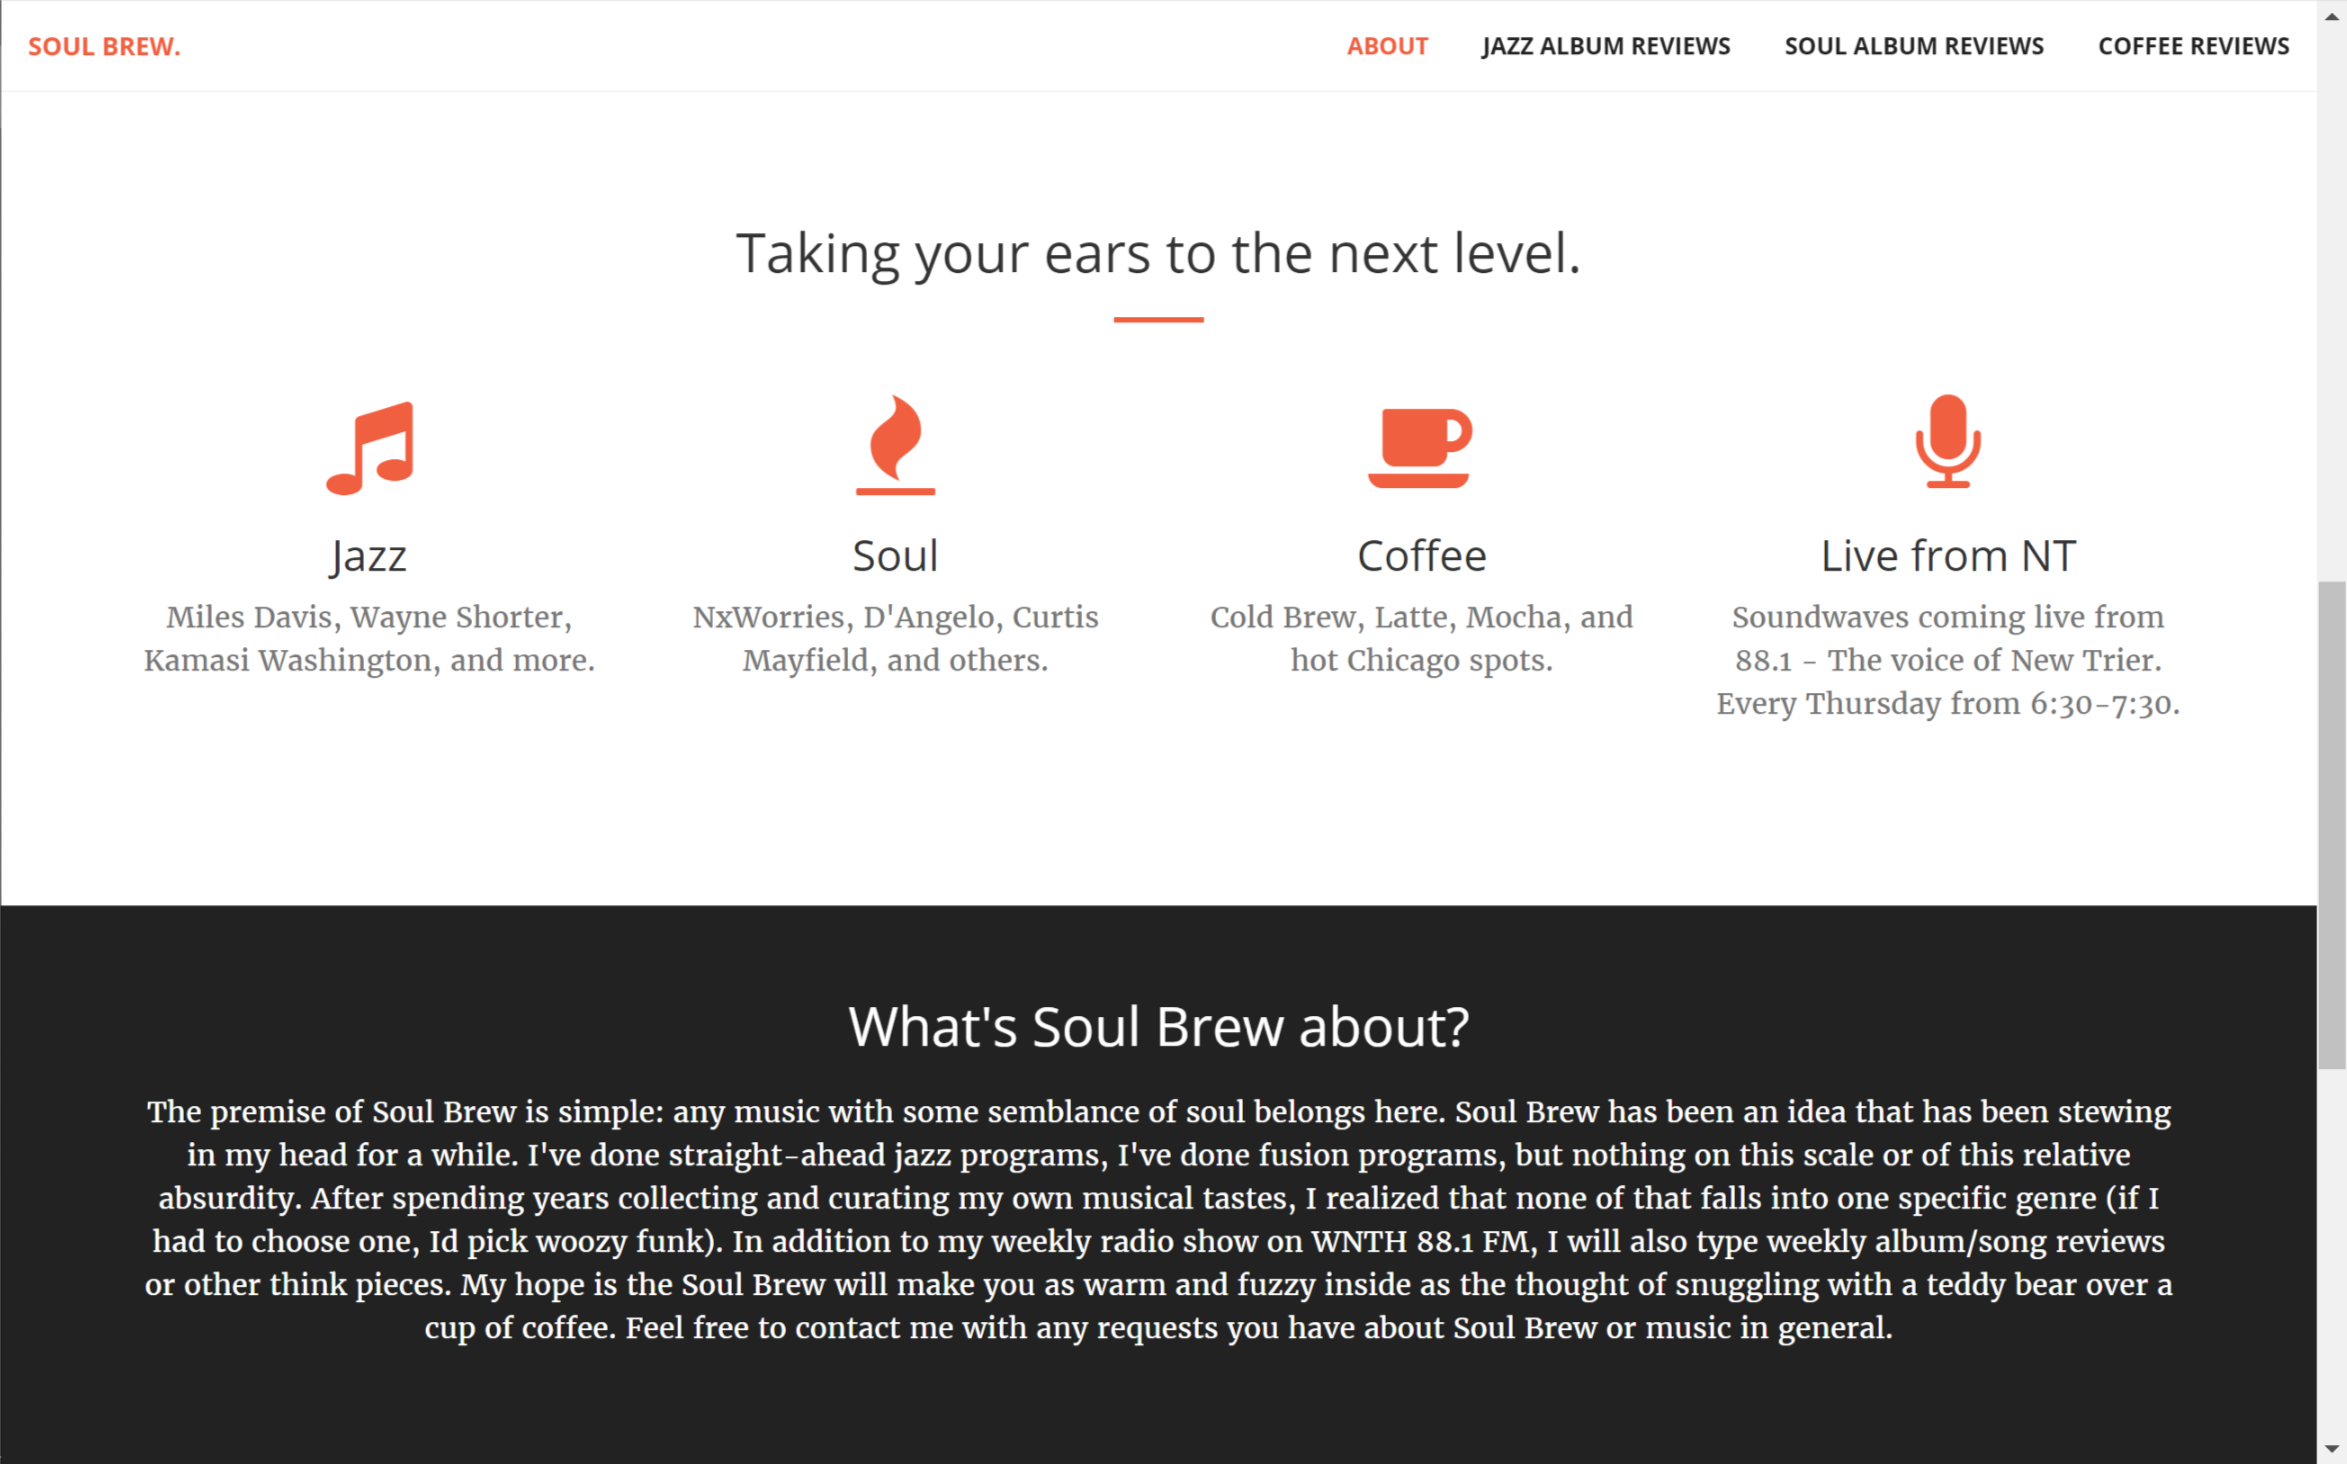 SOUL BREW.
ABOUT JAZZ ALBUM REVIEWS SOUL ALBUM REVIEWS COFFEE REVIEWS
Taking your ears to the next level.
Jazz
Miles Davis, Wayne Shorter,
Kamasi Washington, and more.
Soul
NxWorries, D'Angelo, Curtis
Mayfield, and others.
Coffee
Cold Brew, Latte, Mocha, and
hot Chicago spots.
Live from NT
Soundwaves coming live from
88.1 - The voice of New Trier.
Every Thursday from 6:30-7:30.
What's Soul Brew about?
The premise of Soul Brew is simple: any music with some semblance of soul belongs here. Soul Brew has been an idea that has been stewing
in my head for a while. I've done straight-ahead jazz programs, I've done fusion programs, but nothing on this scale or of this relative
absurdity. After spending years collecting and curating my own musical tastes, I realized that none of that falls into one specific genre (if I
had to choose one, Id pick woozy funk). In addition to my weekly radio show on WNTH 88.1 FM, I will also type weekly album/song reviews
or other think pieces. My hope is the Soul Brew will make you as warm and fuzzy inside as the thought of snuggling with a teddy bear over a
cup of coffee. Feel free to contact me with any requests you have about Soul Brew or music in general.